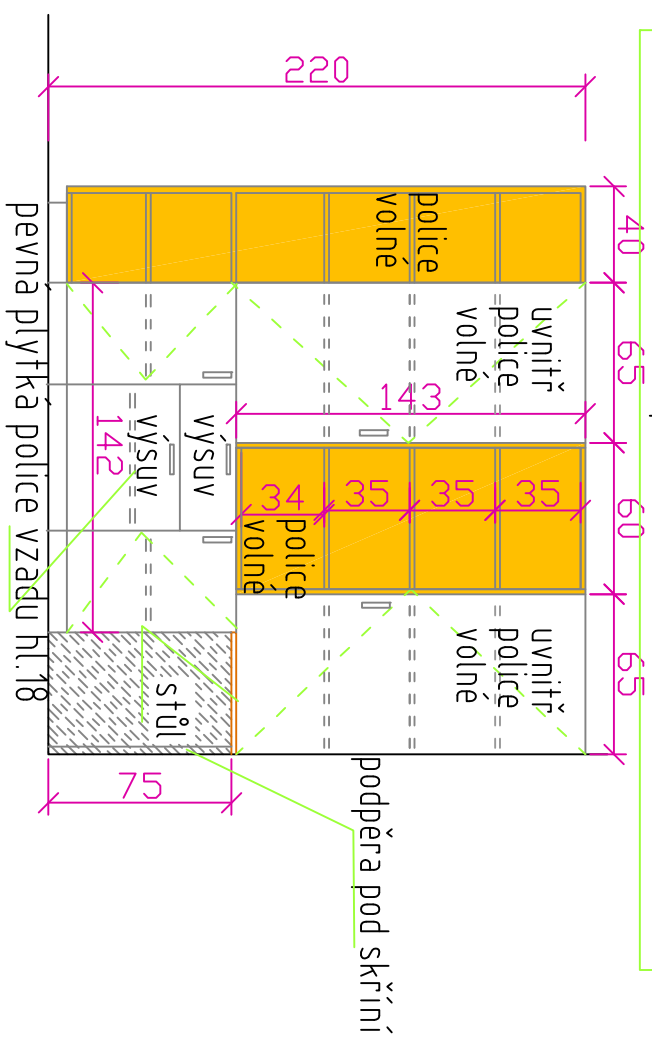 40
65
60
65
220
uvnitř
police
volné
uvnitř
police
volné
police
volné
143
35
35
35
34
police
volné
podpěra pod skříní
výsuv
výsuv
stůl
142
75
pevná plytká police vzadu hl.18